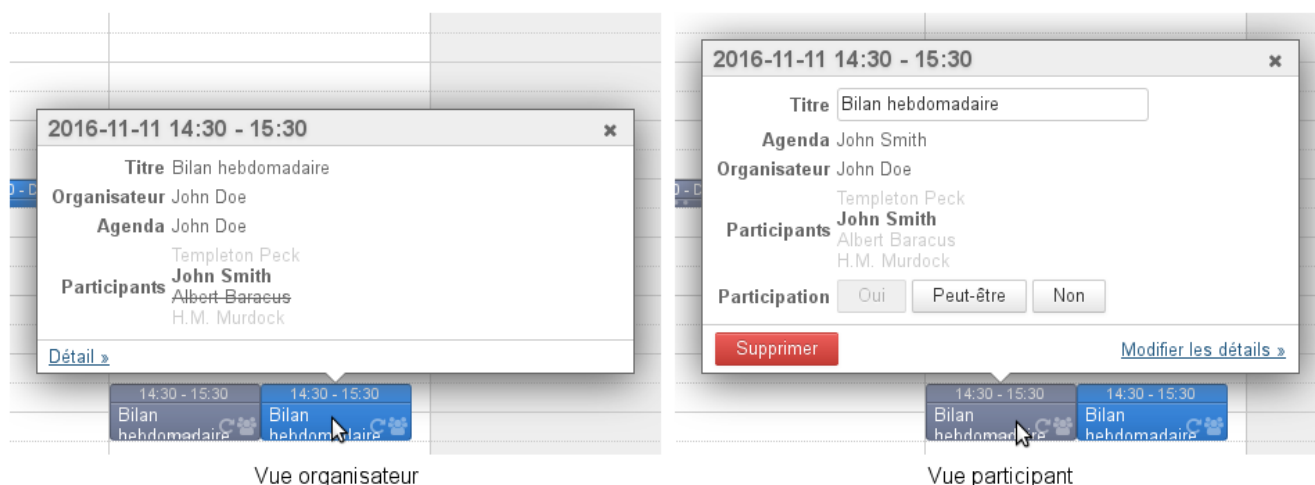 2016-11-11 14:30 - 15:30
Titre Bilan hebdomadaire
Organisateur John Doe
Agenda John Doe
Participants
Templeton Peck
John Smith
Albert Baracus
H.M. Murdock
Détail »
14:30 - 15:30
Bilan
hebdomadaire
14:30 - 15:30
Bilan
hebdomadaire
Vue organisateur
2016-11-11 14:30 - 15:30
Titre Bilan hebdomadaire
Agenda John Smith
Organisateur John Doe
Participants
Templeton Peck
John Smith
Albert Baracus
H.M. Murdock
Participation Oui Peut-être Non
Supprimer Modifier les détails »
14:30 - 15:30
Bilan
hebdomadaire
14:30 - 15:30
Bilan
hebdomadaire
Vue participant